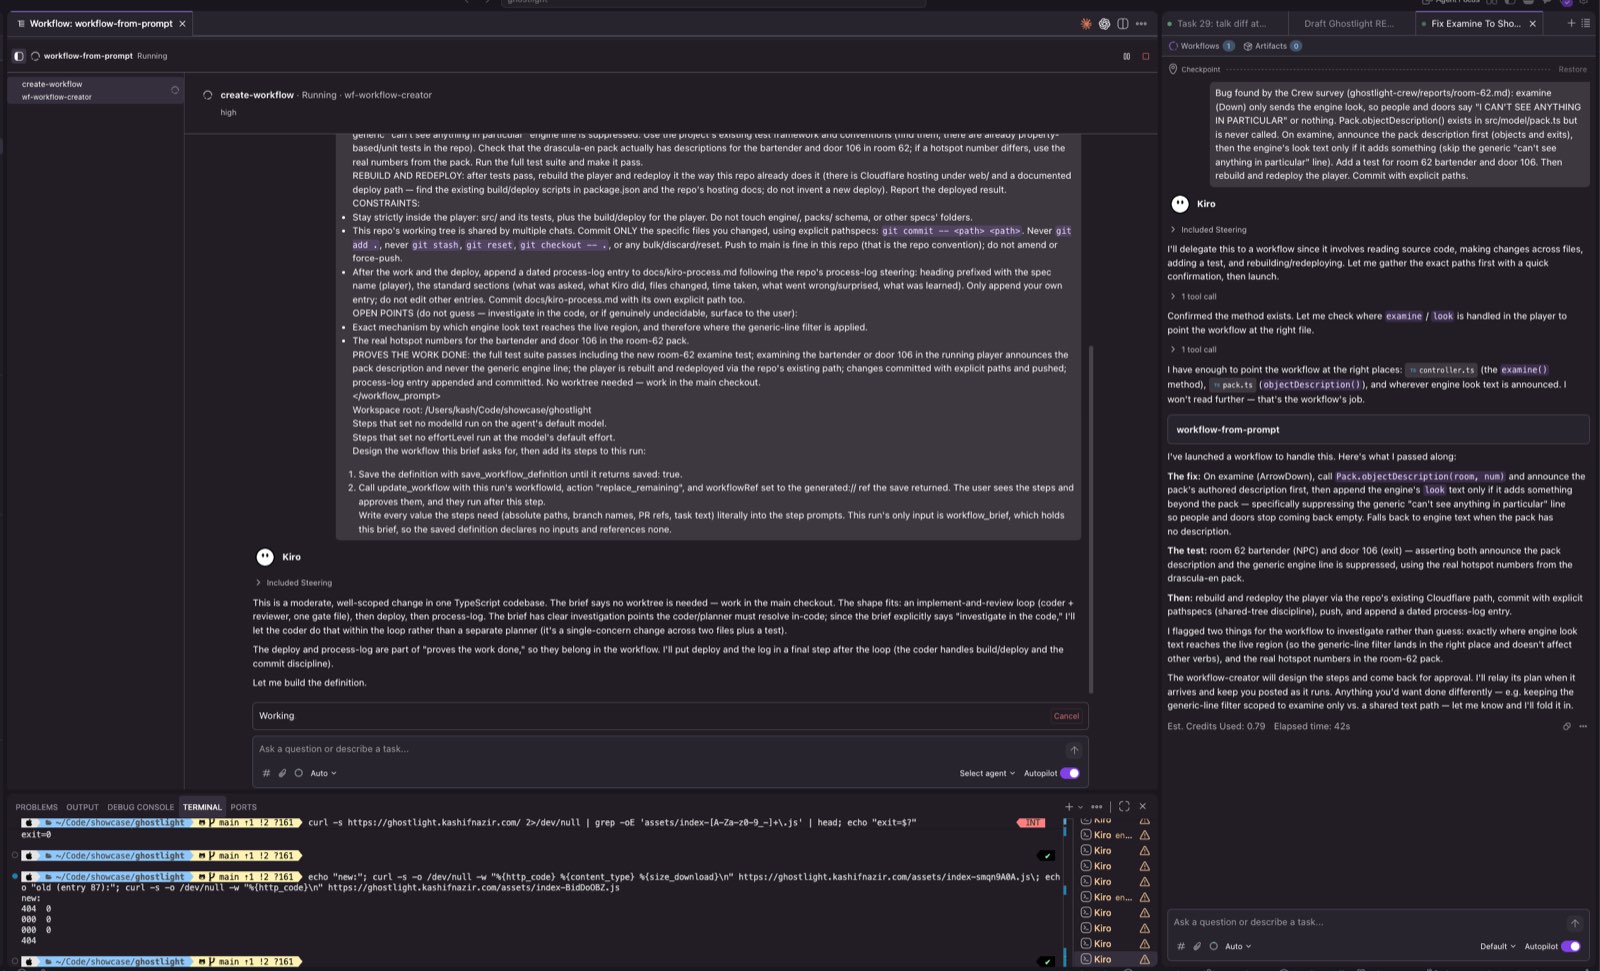 ghostlight
Agent Focus
Workflow: workflow-from-prompt
workflow-from-prompt Running
create-workflow
wf-workflow-creator
create-workflow · Running · wf-workflow-creator
high
generic "can't see anything in particular" engine line is suppressed. Use the project's existing test framework and conventions (find them, there are already property-
based/unit tests in the repo). Check that the drascula-en pack actually has descriptions for the bartender and door 106 in room 62; if a hotspot number differs, use the
real numbers from the pack. Run the full test suite and make it pass.
REBUILD AND REDEPLOY: after tests pass, rebuild the player and redeploy it the way this repo already does it (there is Cloudflare hosting under web/ and a documented
deploy path — find the existing build/deploy scripts in package.json and the repo's hosting docs; do not invent a new deploy). Report the deployed result.
CONSTRAINTS:
• Stay strictly inside the player: src/ and its tests, plus the build/deploy for the player. Do not touch engine/, packs/ schema, or other specs' folders.
• This repo's working tree is shared by multiple chats. Commit ONLY the specific files you changed, using explicit pathspecs: git commit -- <path> <path>. Never git
add ., never git stash, git reset, git checkout -- ., or any bulk/discard/reset. Push to main is fine in this repo (that is the repo convention); do not amend or
force-push.
• After the work and the deploy, append a dated process-log entry to docs/kiro-process.md following the repo's process-log steering: heading prefixed with the spec
name (player), the standard sections (what was asked, what Kiro did, files changed, time taken, what went wrong/surprised, what was learned). Only append your own
entry; do not edit other entries. Commit docs/kiro-process.md with its own explicit path too.
OPEN POINTS (do not guess — investigate in the code, or if genuinely undecidable, surface to the user):
• Exact mechanism by which engine look text reaches the live region, and therefore where the generic-line filter is applied.
• The real hotspot numbers for the bartender and door 106 in the room-62 pack.
PROVES THE WORK DONE: the full test suite passes including the new room-62 examine test; examining the bartender or door 106 in the running player announces the
pack description and never the generic engine line; the player is rebuilt and redeployed via the repo's existing path; changes committed with explicit paths and pushed;
process-log entry appended and committed. No worktree needed — work in the main checkout.
</workflow_prompt>
Workspace root: /Users/kash/Code/showcase/ghostlight
Steps that set no modelId run on the agent's default model.
Steps that set no effortLevel run at the model's default effort.
Design the workflow this brief asks for, then add its steps to this run:
1. Save the definition with save_workflow_definition until it returns saved: true.
2. Call update_workflow with this run's workflowId, action "replace_remaining", and workflowRef set to the generated:// ref the save returned. The user sees the steps and
approves them, and they run after this step.
Write every value the steps need (absolute paths, branch names, PR refs, task text) literally into the step prompts. This run's only input is workflow_brief, which holds
this brief, so the saved definition declares no inputs and references none.
Kiro
Included Steering
This is a moderate, well-scoped change in one TypeScript codebase. The brief says no worktree is needed — work in the main checkout. The shape fits: an implement-and-review loop (coder +
reviewer, one gate file), then deploy, then process-log. The brief has clear investigation points the coder/planner must resolve in-code; since the brief explicitly says "investigate in the code," I'll
let the coder do that within the loop rather than a separate planner (it's a single-concern change across two files plus a test).
The deploy and process-log are part of "proves the work done," so they belong in the workflow. I'll put deploy and the log in a final step after the loop (the coder handles build/deploy and the
commit discipline).
Let me build the definition.
Working Cancel
Ask a question or describe a task...
# Auto Select agent Autopilot
PROBLEMS OUTPUT DEBUG CONSOLE TERMINAL PORTS
~/Code/showcase/ghostlight main ↑1 !2 ?161 curl -s https://ghostlight.kashifnazir.com/ 2>/dev/null | grep -oE 'assets/index-[A-Za-z0-9_-]+\.js' | head; echo "exit=$?" INT
exit=0
~/Code/showcase/ghostlight main ↑1 !2 ?161 ✔
~/Code/showcase/ghostlight main ↑1 !2 ?161 echo "new:"; curl -s -o /dev/null -w "%{http_code} %{content_type} %{size_download}\n" https://ghostlight.kashifnazir.com/assets/index-smqn9A0A.js\; ech
o "old (entry 87):"; curl -s -o /dev/null -w "%{http_code}\n" https://ghostlight.kashifnazir.com/assets/index-BidDoOBZ.js
new:
404 0
000 0
000 0
404
~/Code/showcase/ghostlight main ↑1 !2 ?161 ✔
Kiro
Kiro en...
Kiro
Kiro
Kiro
Kiro en...
Kiro
Kiro
Kiro
Kiro
Task 29: talk diff at...
Draft Ghostlight RE...
Fix Examine To Sho...
Workflows 1 Artifacts 0
Checkpoint Restore
Bug found by the Crew survey (ghostlight-crew/reports/room-62.md): examine
(Down) only sends the engine look, so people and doors say "I CAN'T SEE ANYTHING
IN PARTICULAR" or nothing. Pack.objectDescription() exists in src/model/pack.ts but
is never called. On examine, announce the pack description first (objects and exits),
then the engine's look text only if it adds something (skip the generic "can't see
anything in particular" line). Add a test for room 62 bartender and door 106. Then
rebuild and redeploy the player. Commit with explicit paths.
Kiro
Included Steering
I'll delegate this to a workflow since it involves reading source code, making changes across files,
adding a test, and rebuilding/redeploying. Let me gather the exact paths first with a quick
confirmation, then launch.
1 tool call
Confirmed the method exists. Let me check where examine / look is handled in the player to
point the workflow at the right file.
1 tool call
I have enough to point the workflow at the right places: TS controller.ts (the examine()
method), TS pack.ts (objectDescription()), and wherever engine look text is announced. I
won't read further — that's the workflow's job.
workflow-from-prompt
I've launched a workflow to handle this. Here's what I passed along:
The fix: On examine (ArrowDown), call Pack.objectDescription(room, num) and announce the
pack's authored description first, then append the engine's look text only if it adds something
beyond the pack — specifically suppressing the generic "can't see anything in particular" line
so people and doors stop coming back empty. Falls back to engine text when the pack has
no description.
The test: room 62 bartender (NPC) and door 106 (exit) — asserting both announce the pack
description and the generic engine line is suppressed, using the real hotspot numbers from the
drascula-en pack.
Then: rebuild and redeploy the player via the repo's existing Cloudflare path, commit with explicit
pathspecs (shared-tree discipline), push, and append a dated process-log entry.
I flagged two things for the workflow to investigate rather than guess: exactly where engine look
text reaches the live region (so the generic-line filter lands in the right place and doesn't affect
other verbs), and the real hotspot numbers in the room-62 pack.
The workflow-creator will design the steps and come back for approval. I'll relay its plan when it
arrives and keep you posted as it runs. Anything you'd want done differently — e.g. keeping the
generic-line filter scoped to examine only vs. a shared text path — let me know and I'll fold it in.
Est. Credits Used: 0.79 Elapsed time: 42s
Ask a question or describe a task...
# Auto Default Autopilot